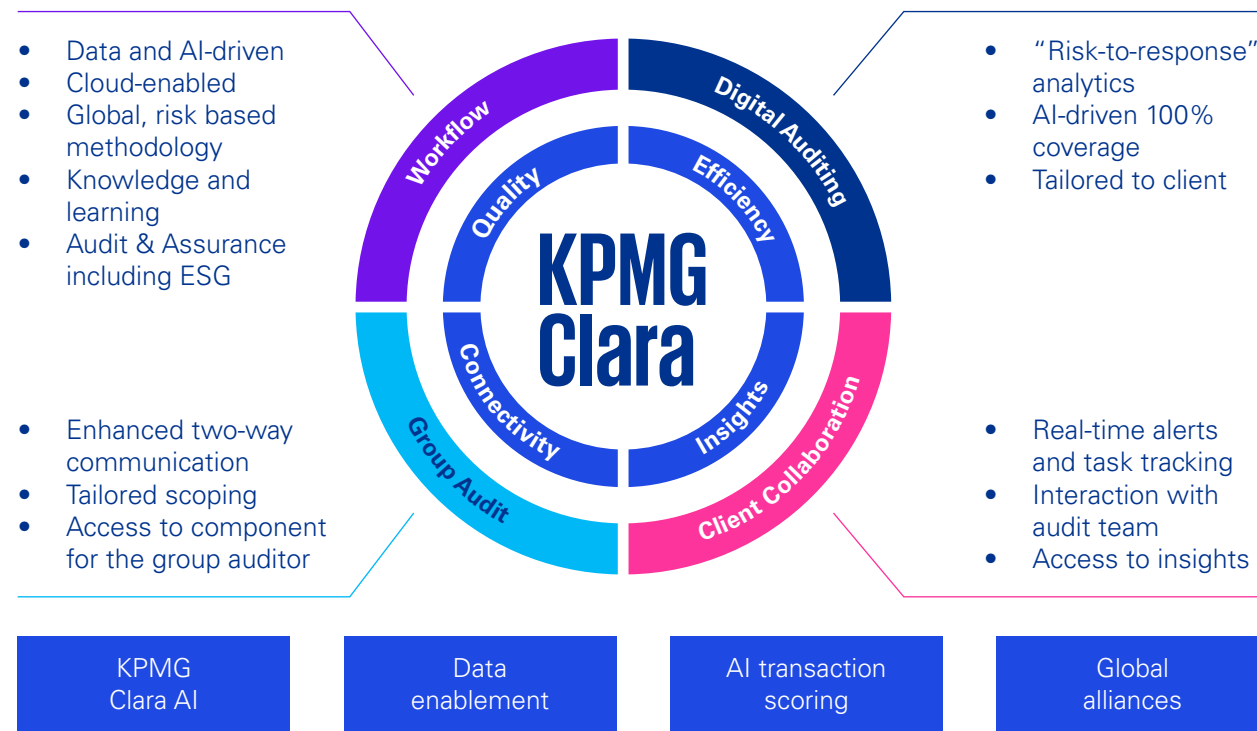 • Data and AI-driven
• Cloud-enabled
• Global, risk based
methodology
• Knowledge and
learning
• Audit & Assurance
including ESG
Workflow
Digital Auditing
• “Risk-to-response”
analytics
• AI-driven 100%
coverage
• Tailored to client
Quality
Efficiency
KPMG
Clara
Connectivity
Insights
• Enhanced two-way
communication
• Tailored scoping
• Access to component
for the group auditor
Group Audit
Client Collaboration
• Real-time alerts
and task tracking
• Interaction with
audit team
• Access to insights
KPMG
Clara AI
Data
enablement
AI transaction
scoring
Global
alliances